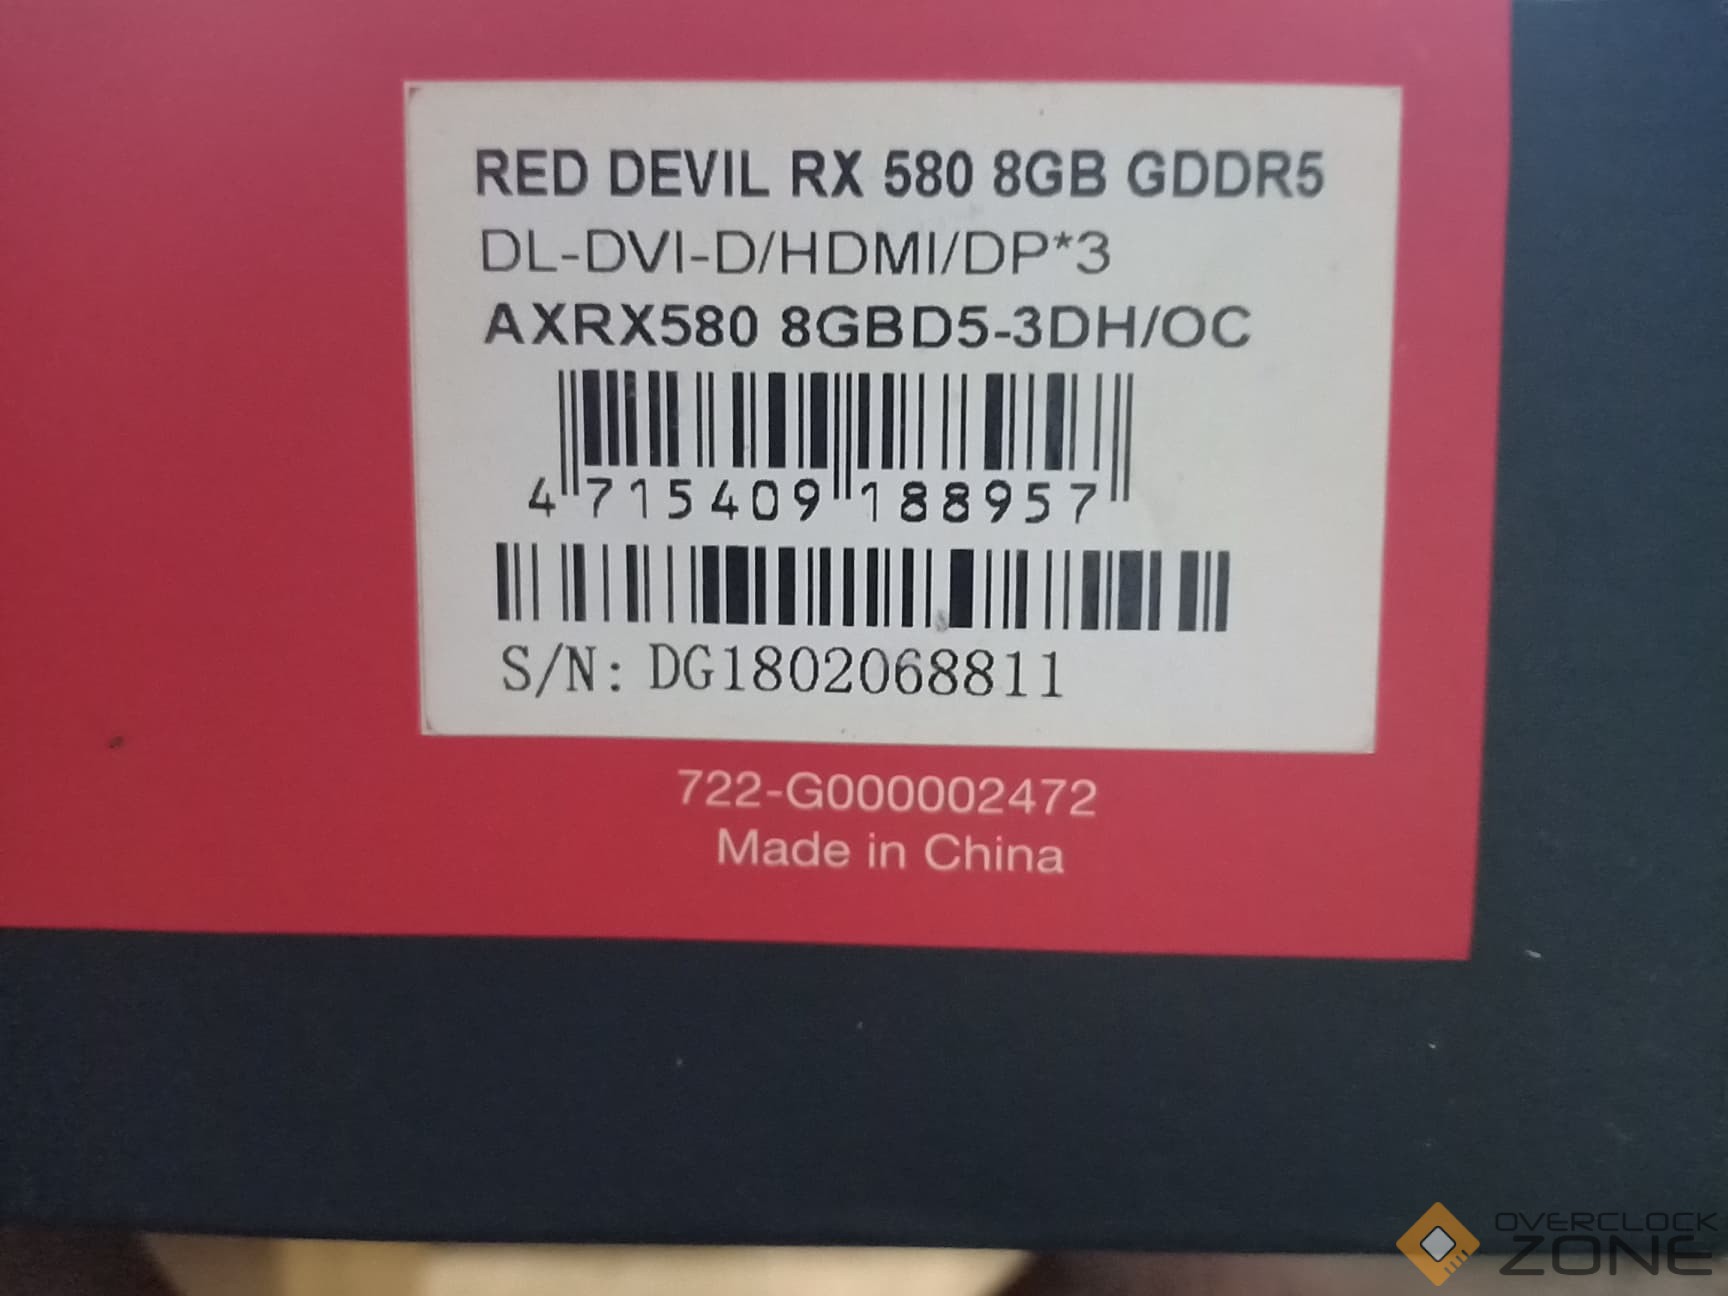 RED DEVIL RX 580 8GB GDDR5
DL-DVI-D/HDMI/DP*3
AXRX580 8GBD5-3DH/OC
4 715409 188957
S/N: DG1802068811
722-G000002472
Made in China
OVERCLOCK
ZONE